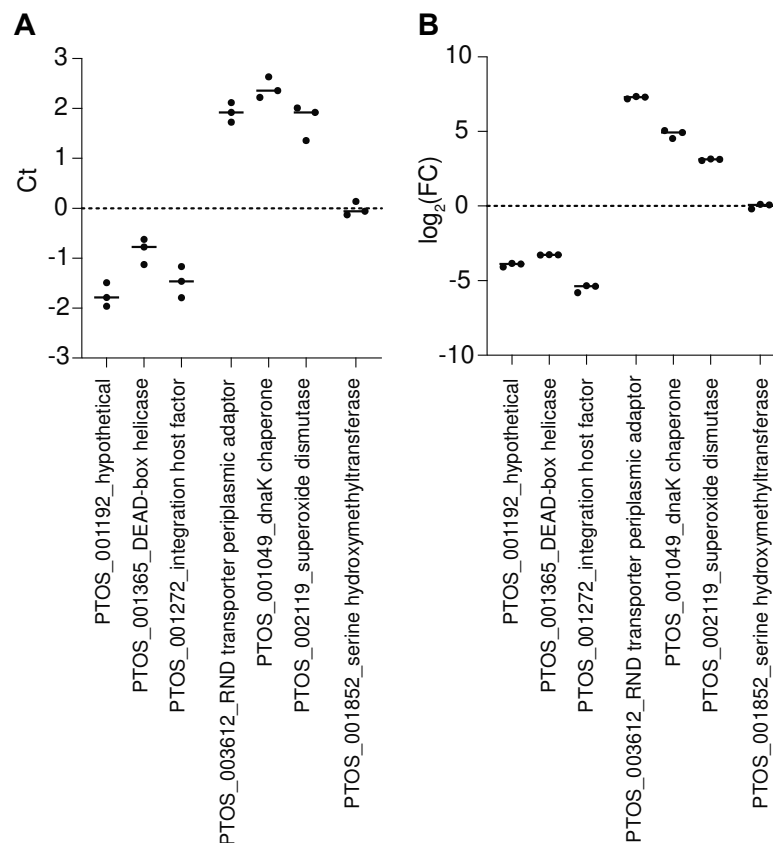 A
Ct
3
2
1
0
-1
-2
-3
PTOS_001192_hypothetical
PTOS_001365_DEAD-box helicase
PTOS_001272_integration host factor
PTOS_003612_RND transporter periplasmic adaptor
PTOS_001049_dnaK chaperone
PTOS_002119_superoxide dismutase
PTOS_001852_serine hydroxymethyltransferase
B
log₂(FC)
10
5
0
-5
-10
PTOS_001192_hypothetical
PTOS_001365_DEAD-box helicase
PTOS_001272_integration host factor
PTOS_003612_RND transporter periplasmic adaptor
PTOS_001049_dnaK chaperone
PTOS_002119_superoxide dismutase
PTOS_001852_serine hydroxymethyltransferase